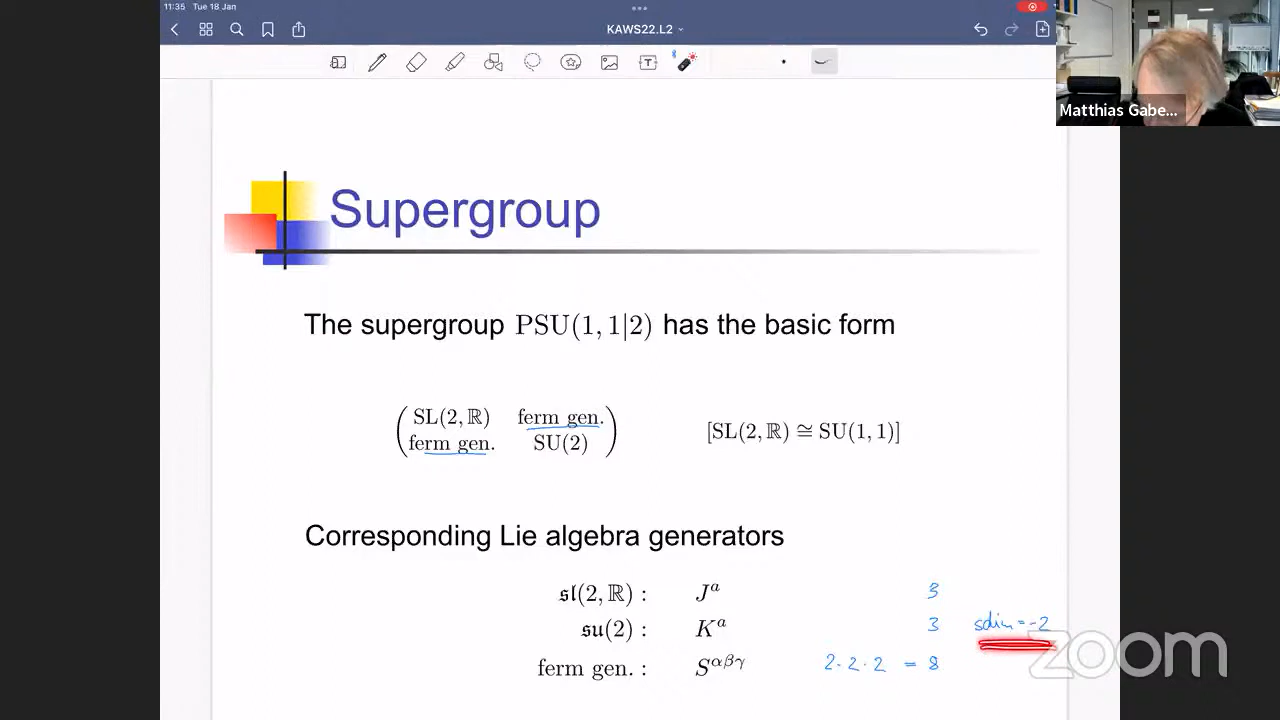 11:35 Tue 18 Jan
KAWS22.L2
Matthias Gabe...
Supergroup
The supergroup PSU(1, 1|2) has the basic form
SL(2, ℝ) ferm gen.
ferm gen. SU(2)
[SL(2, ℝ) ≅ SU(1, 1)]
Corresponding Lie algebra generators
𝔰𝔩(2, ℝ) : Jᵃ 3
𝔰𝔲(2) : Kᵃ 3 sdim = -2
ferm gen. : S^{αβγ} 2·2·2 = 8
zoom